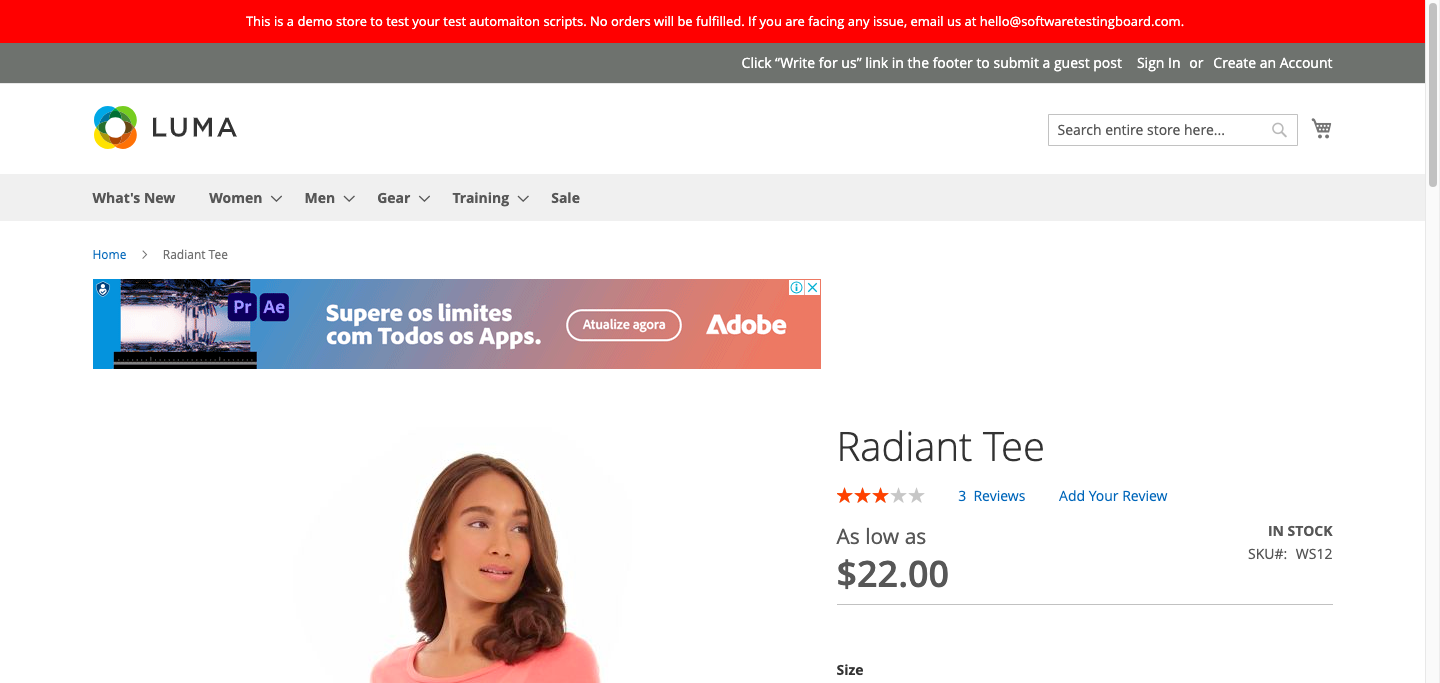 This is a demo store to test your test automaiton scripts. No orders will be fulfilled. If you are facing any issue, email us at hello@softwaretestingboard.com.
Click “Write for us” link in the footer to submit a guest post Sign In or Create an Account
LUMA
Search entire store here...
What's New Women Men Gear Training Sale
Home Radiant Tee
Pr Ae
Supere os limites
com Todos os Apps.
Atualize agora
Adobe
Radiant Tee
3 Reviews Add Your Review
As low as
$22.00
IN STOCK
SKU#: WS12
Size